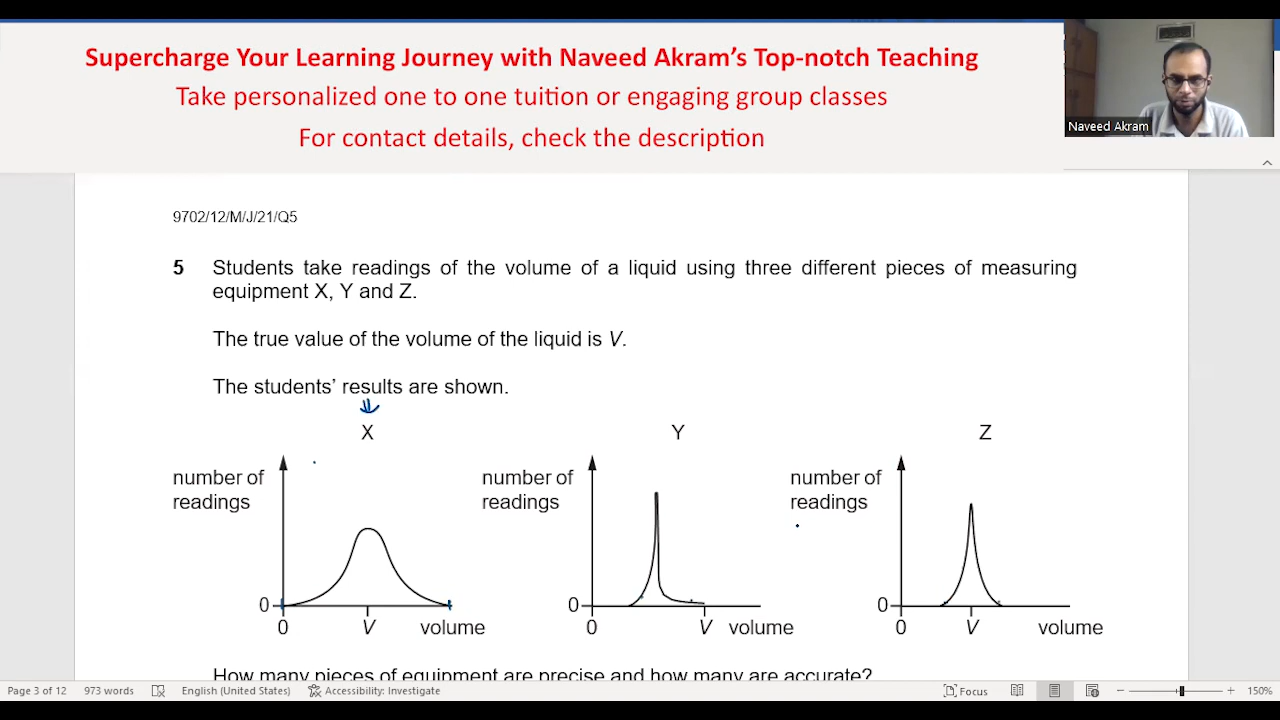 Supercharge Your Learning Journey with Naveed Akram’s Top-notch Teaching
Take personalized one to one tuition or engaging group classes
For contact details, check the description
Naveed Akram
9702/12/M/J/21/Q5
5 Students take readings of the volume of a liquid using three different pieces of measuring
equipment X, Y and Z.
The true value of the volume of the liquid is V.
The students’ results are shown.
X
number of
readings
0
0
V
volume
Y
number of
readings
0
0
V
volume
Z
number of
readings
0
0
V
volume
How many pieces of equipment are precise and how many are accurate?
Page 3 of 12 973 words English (United States) Accessibility: Investigate Focus 150%